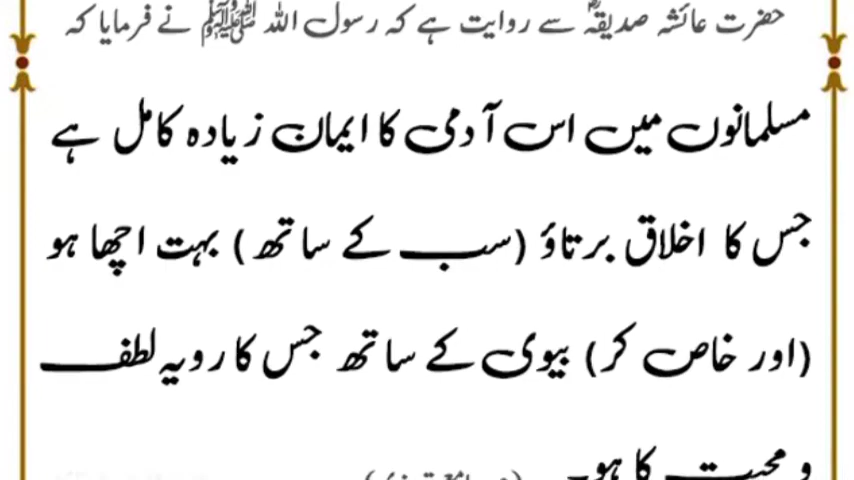 حضرت عائشہ صدیقہؓ سے روایت ہے کہ رسول اللہ ﷺ نے فرمایا کہ
مسلمانوں میں اس آدمی کا ایمان زیادہ کامل ہے
جس کا اخلاق برتاؤ (سب کے ساتھ) بہت اچھا ہو
(اور خاص کر) بیوی کے ساتھ جس کا رویہ لطف
و محبت کا ہو۔